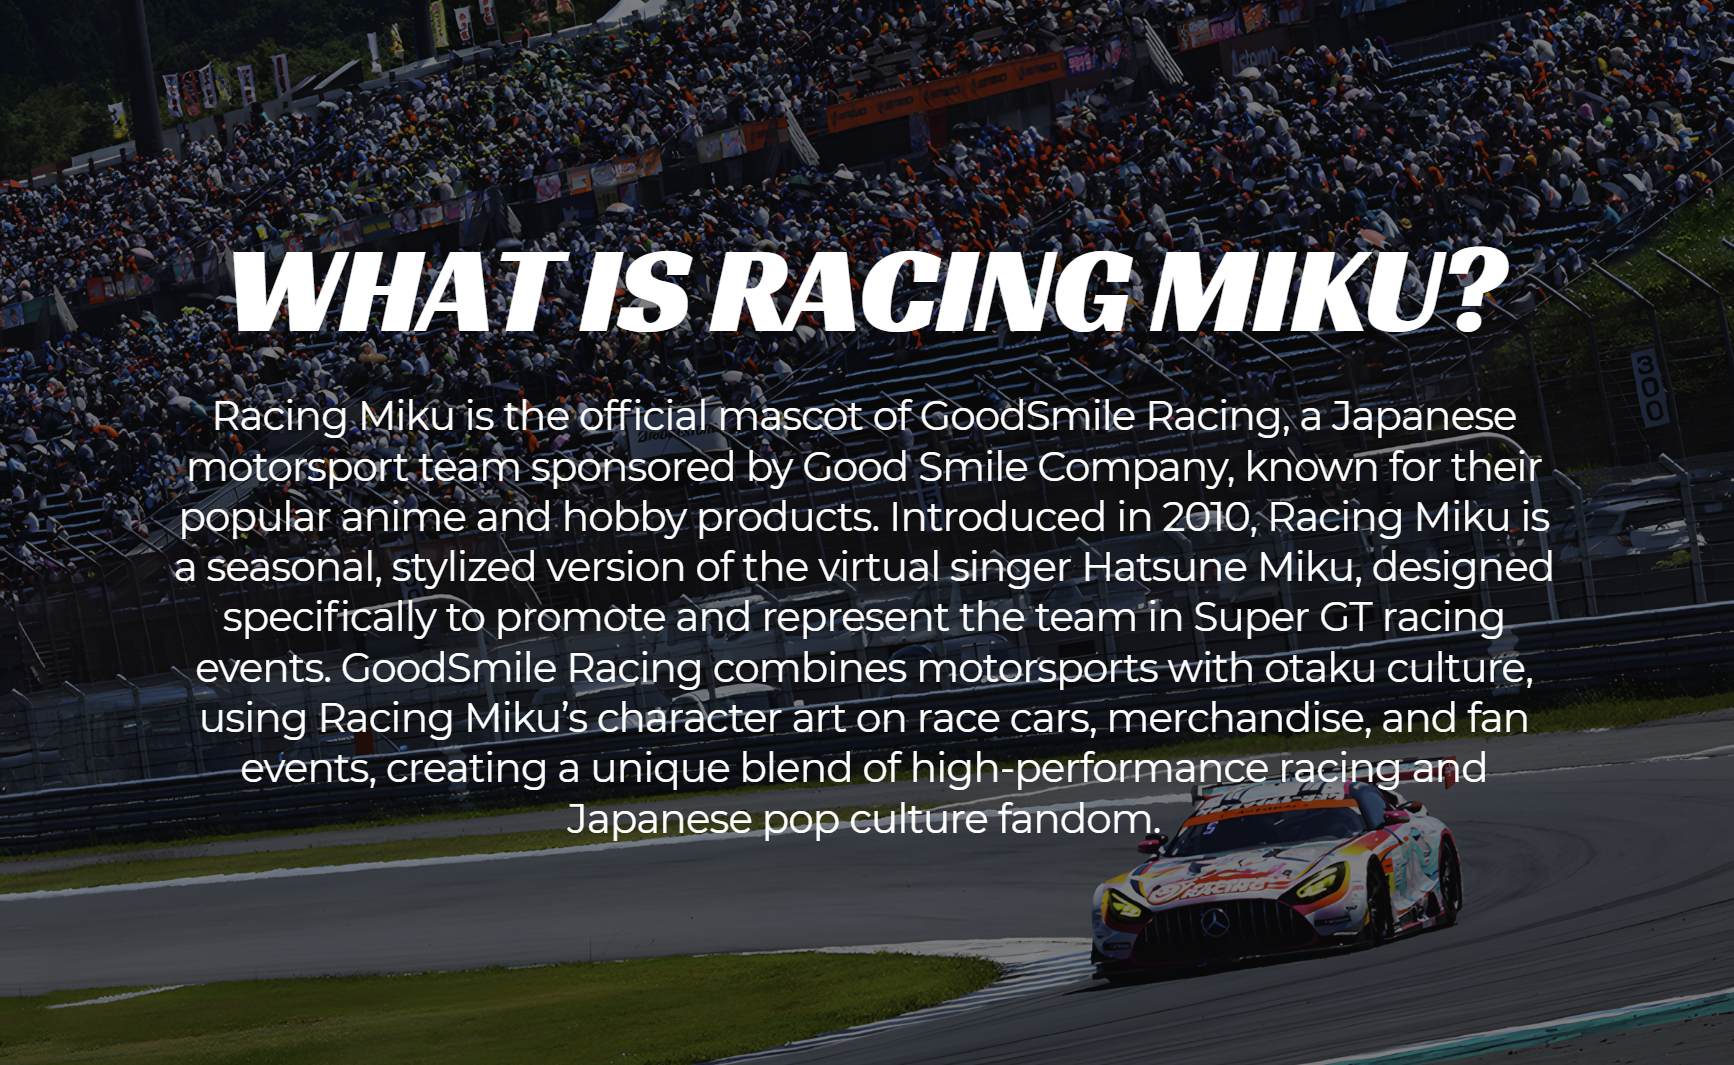 WHAT IS RACING MIKU?
Racing Miku is the official mascot of GoodSmile Racing, a Japanese
motorsport team sponsored by Good Smile Company, known for their
popular anime and hobby products. Introduced in 2010, Racing Miku is
a seasonal, stylized version of the virtual singer Hatsune Miku, designed
specifically to promote and represent the team in Super GT racing
events. GoodSmile Racing combines motorsports with otaku culture,
using Racing Miku’s character art on race cars, merchandise, and fan
events, creating a unique blend of high-performance racing and
Japanese pop culture fandom.
300
RACING